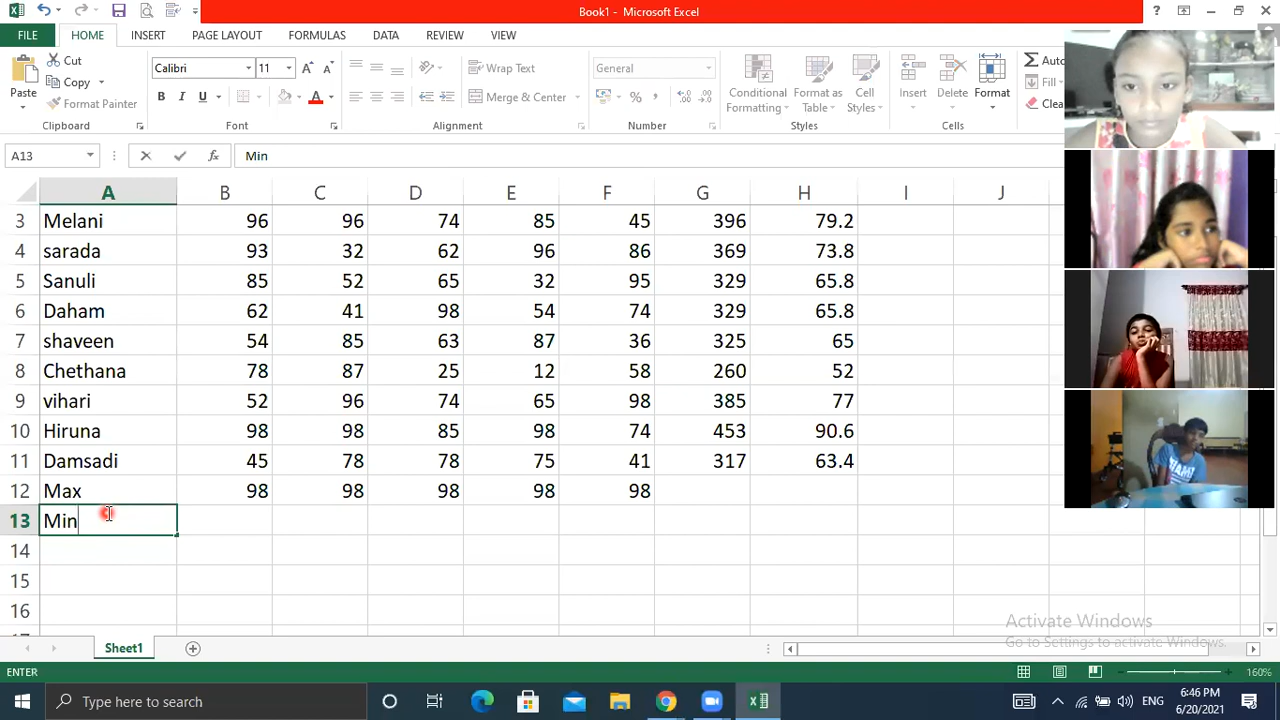 Book1 - Microsoft Excel
FILE HOME INSERT PAGE LAYOUT FORMULAS DATA REVIEW VIEW
Paste Cut Copy Format Painter Clipboard
Calibri 11 B I U A Font
Wrap Text Merge & Center Alignment
General % , Number
Conditional Formatting Format as Table Cell Styles Styles
Insert Delete Format Cells
Auto Fill Clea
A13 fx Min
A B C D E F G H I J
3 Melani 96 96 74 85 45 396 79.2
4 sarada 93 32 62 96 86 369 73.8
5 Sanuli 85 52 65 32 95 329 65.8
6 Daham 62 41 98 54 74 329 65.8
7 shaveen 54 85 63 87 36 325 65
8 Chethana 78 87 25 12 58 260 52
9 vihari 52 96 74 65 98 385 77
10 Hiruna 98 98 85 98 74 453 90.6
11 Damsadi 45 78 78 75 41 317 63.4
12 Max 98 98 98 98 98
13 Min
14
15
16
Activate Windows
Go to Settings to activate Windows.
Sheet1
ENTER 160%
Type here to search ENG 6:46 PM
6/20/2021